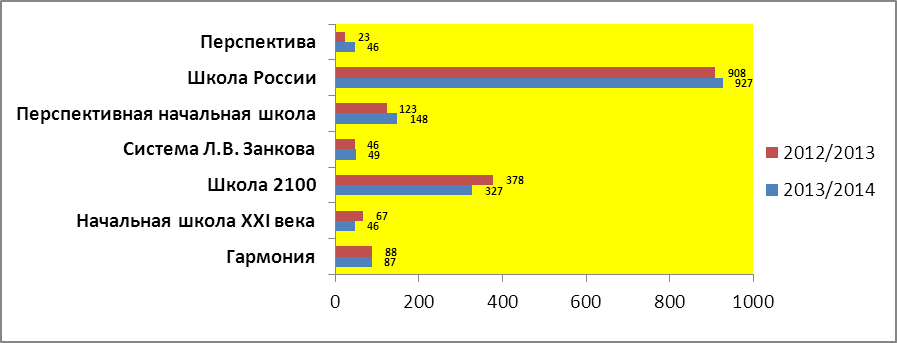 Перспектива
23
46
Школа России
908
927
Перспективная начальная школа
123
148
Система Л.В. Занкова
46
49
Школа 2100
378
327
Начальная школа XXI века
67
46
Гармония
88
87
0 200 400 600 800 1000
2012/2013
2013/2014